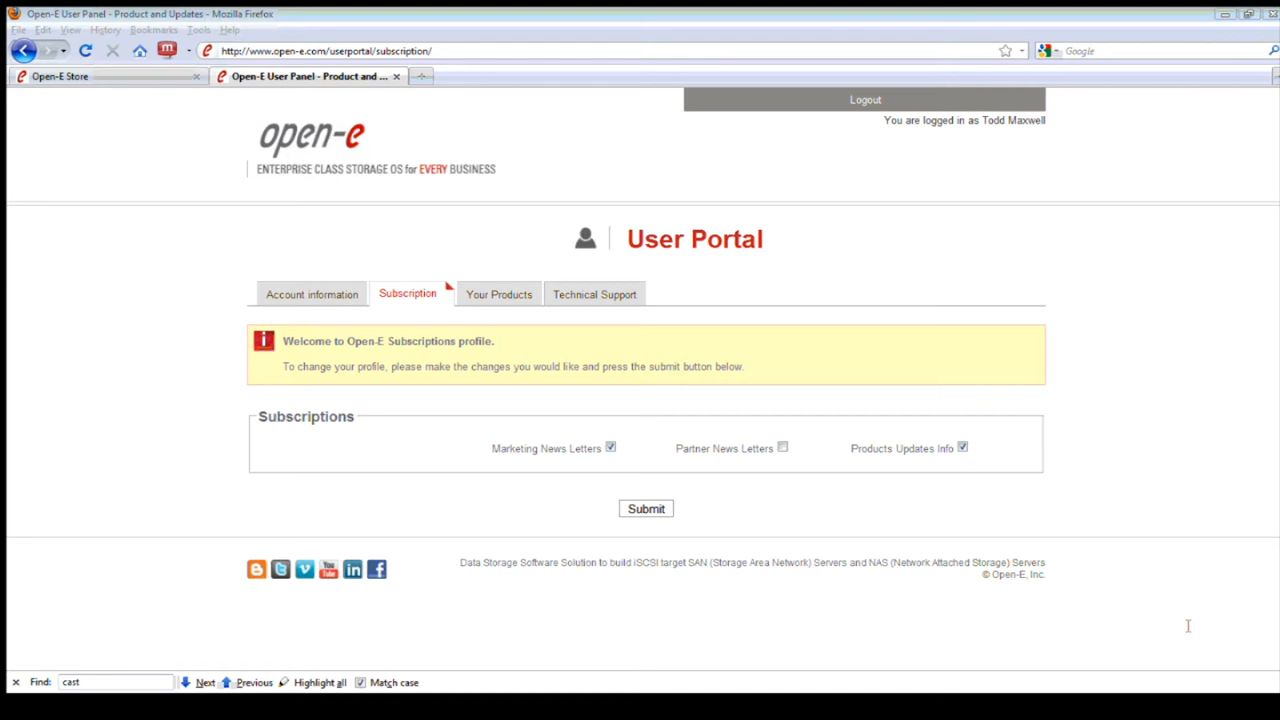 Open-E User Panel - Product and Updates - Mozilla Firefox
File Edit View History Bookmarks Tools Help
http://www.open-e.com/userportal/subscription/
Google
Open-E Store
Open-E User Panel - Product and ...
Logout
You are logged in as Todd Maxwell
open-e
ENTERPRISE CLASS STORAGE OS for EVERY BUSINESS
User Portal
Account information
Subscription
Your Products
Technical Support
Welcome to Open-E Subscriptions profile.
To change your profile, please make the changes you would like and press the submit button below.
Subscriptions
Marketing News Letters
Partner News Letters
Products Updates Info
Submit
Data Storage Software Solution to build iSCSI target SAN (Storage Area Network) Servers and NAS (Network Attached Storage) Servers
© Open-E, Inc.
You Tube
in
Find: cast Next Previous Highlight all Match case